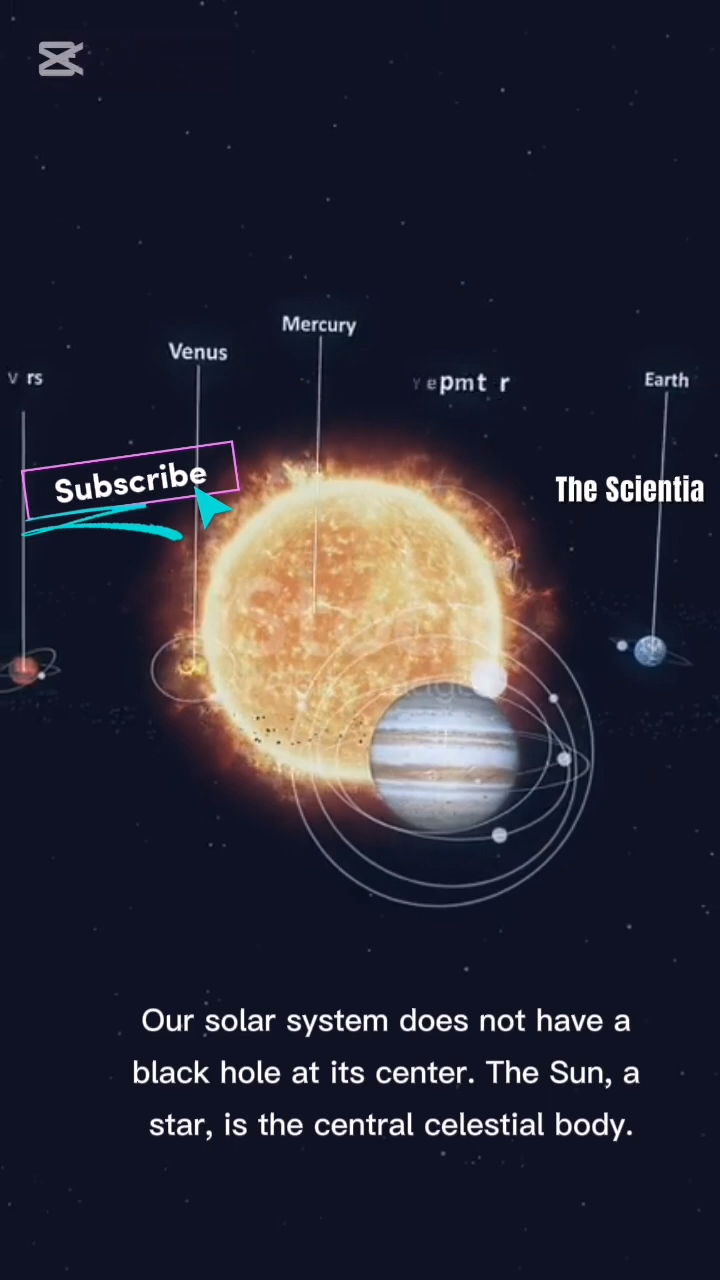 Mercury
Venus
Earth
Subscribe
The Scientia
Our solar system does not have a
black hole at its center. The Sun, a
star, is the central celestial body.